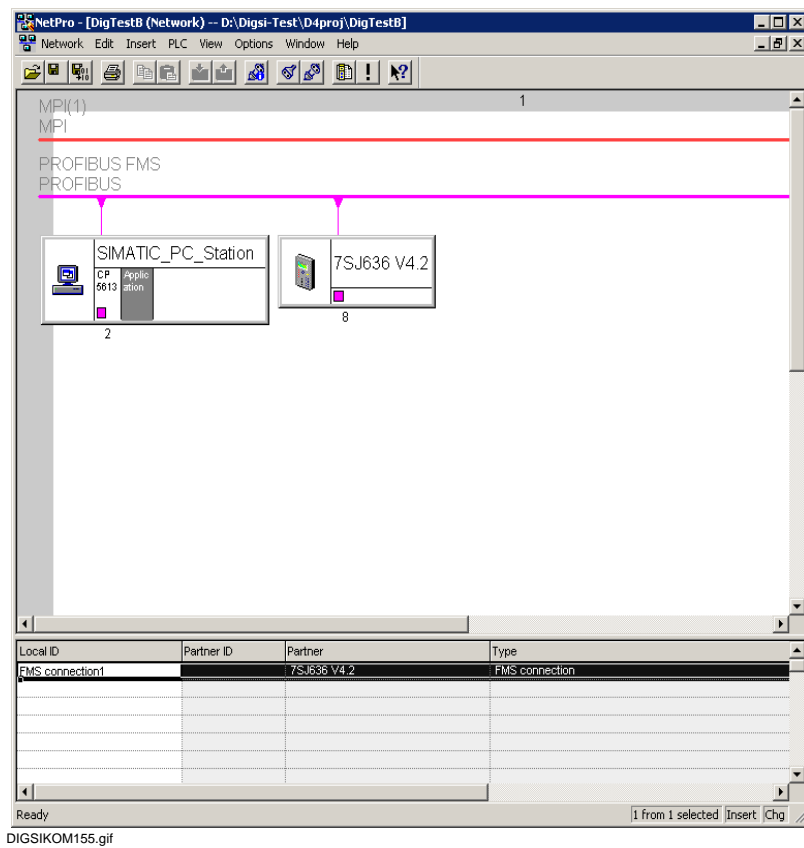 NetPro - [DigTestB (Network) -- D:\Digsi-Test\D4proj\DigTestB]
Network Edit Insert PLC View Options Window Help
1
MPI(1)
MPI
PROFIBUS FMS
PROFIBUS
SIMATIC_PC_Station
CP
5613
Applic
ation
2
7SJ636 V4.2
8
Local ID Partner ID Partner Type
FMS connection1 7SJ636 V4.2 FMS connection
Ready 1 from 1 selected Insert Chg
DIGSIKOM155.gif